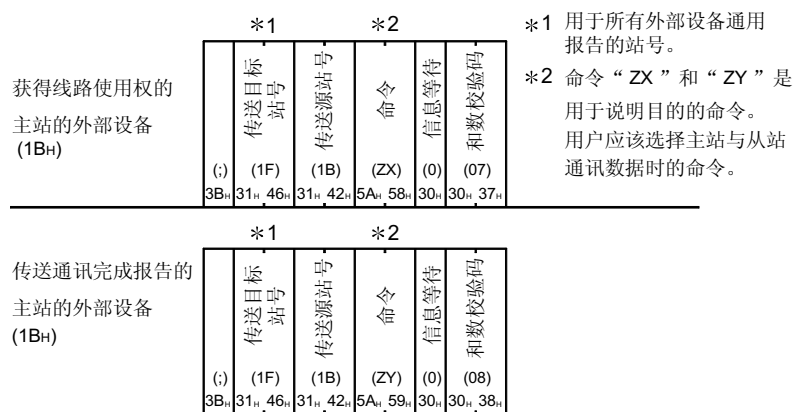 ＊1 ＊2
获得线路使用权的
主站的外部设备
(1BH)
传送目标站号
传送源站号
命令
信息等待
和数校验码
(;) (1F) (1B) (ZX) (0) (07)
3BH 31H 46H 31H 42H 5AH 58H 30H 30H 37H
＊1 用于所有外部设备通用
报告的站号。
＊2 命令“ ZX ”和“ ZY ”是
用于说明目的的命令。
用户应该选择主站与从站
通讯数据时的命令。
＊1 ＊2
传送通讯完成报告的
主站的外部设备
(1BH)
传送目标站号
传送源站号
命令
信息等待
和数校验码
(;) (1F) (1B) (ZY) (0) (08)
3BH 31H 46H 31H 42H 5AH 59H 30H 30H 38H